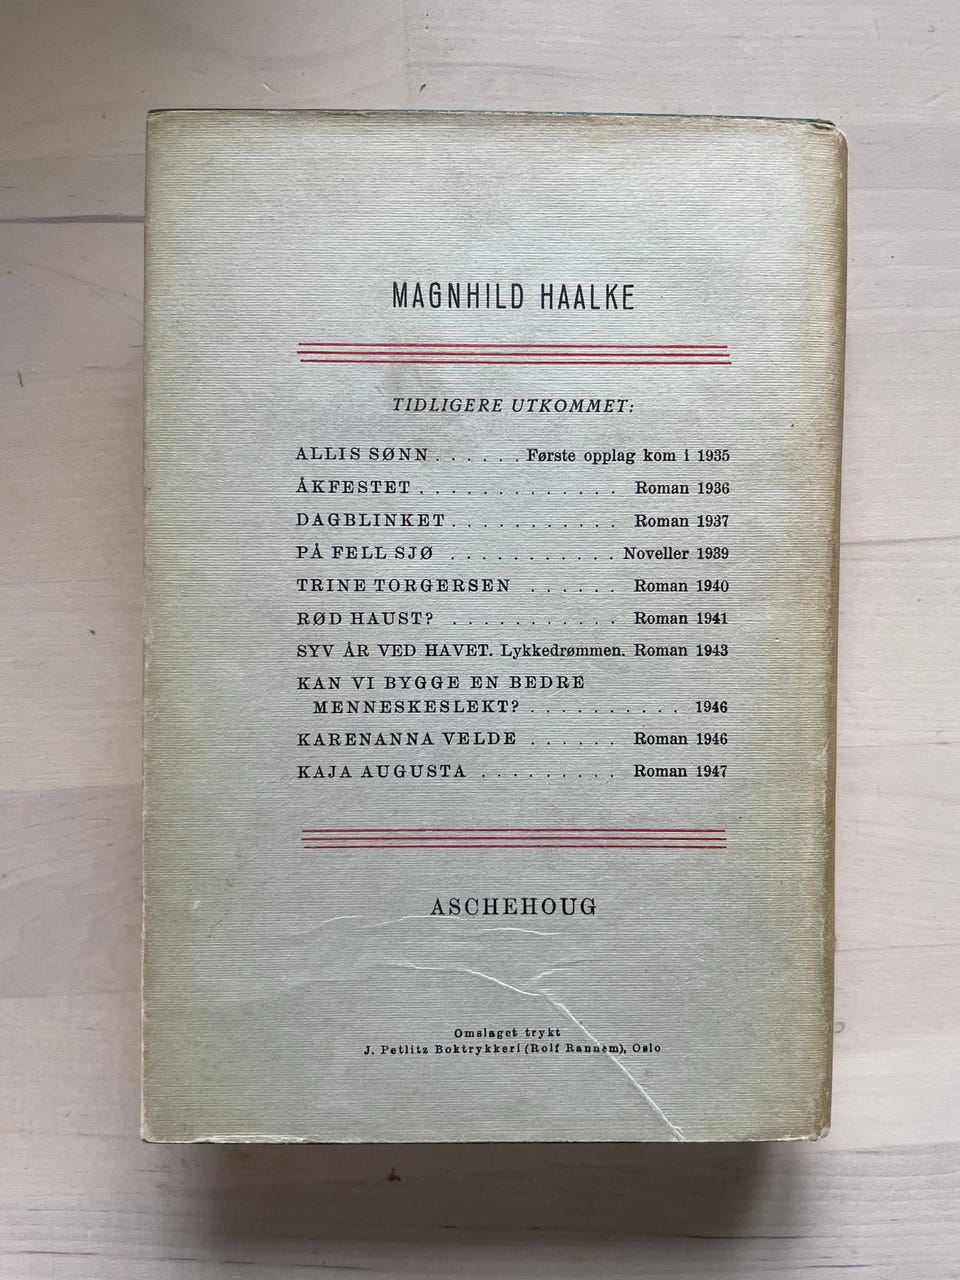 MAGNHILD HAALKE
TIDLIGERE UTKOMMET:
ALLIS SØNN . . . . . . Første opplag kom i 1935
ÅKFESTET . . . . . . . . . . . . . Roman 1936
DAGBLINKET . . . . . . . . . . . Roman 1937
PÅ FELL SJØ . . . . . . . . . . . Noveller 1939
TRINE TORGERSEN . . . . . . Roman 1940
RØD HAUST? . . . . . . . . . . . Roman 1941
SYV ÅR VED HAVET. Lykkedrømmen. Roman 1943
KAN VI BYGGE EN BEDRE
MENNESKESLEKT? . . . . . . . . . . 1946
KARENANNA VELDE . . . . . . Roman 1946
KAJA AUGUSTA . . . . . . . . . Roman 1947
ASCHEHOUG
Omslaget trykt
J. Petlitz Boktrykkeri (Rolf Rannem), Oslo